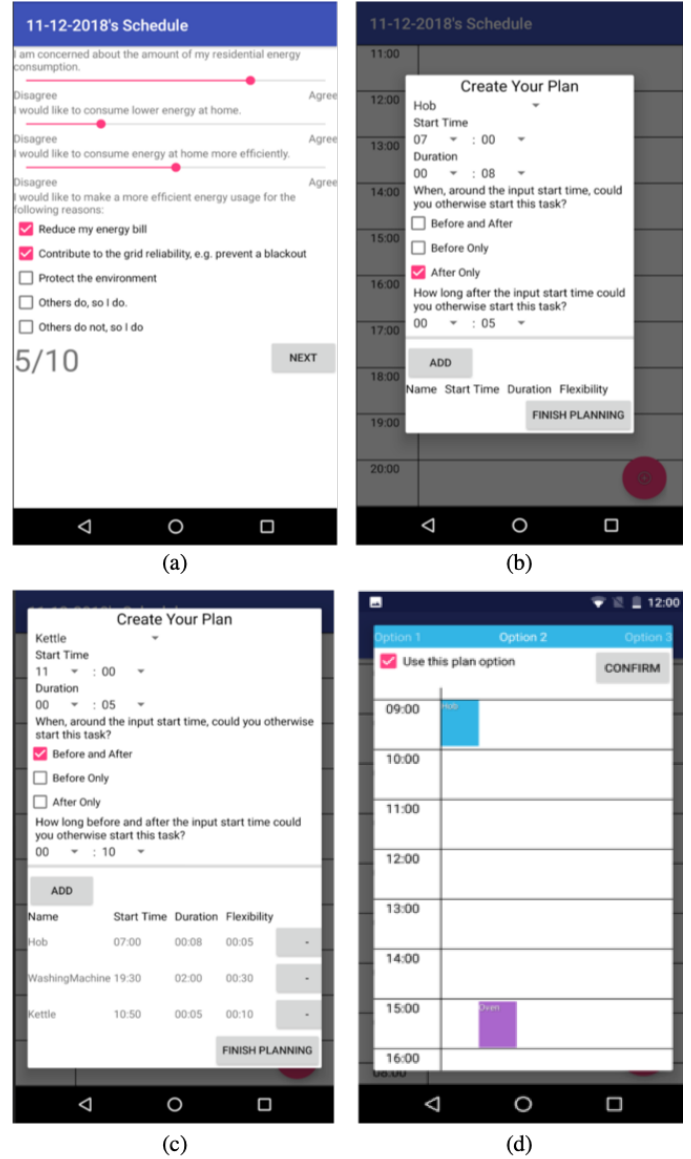 11-12-2018's Schedule
I am concerned about the amount of my residential energy
consumption.
Disagree Agree
I would like to consume lower energy at home.
Disagree Agree
I would like to consume energy at home more efficiently.
Disagree Agree
I would like to make a more efficient energy usage for the
following reasons:
Reduce my energy bill
Contribute to the grid reliability, e.g. prevent a blackout
Protect the environment
Others do, so I do.
Others do not, so I do
5/10 NEXT
(a)
11-12-2018's Schedule
11:00
12:00
13:00
14:00
15:00
16:00
17:00
18:00
19:00
20:00
Create Your Plan
Hob
Start Time
07 : 00
Duration
00 : 08
When, around the input start time, could
you otherwise start this task?
Before and After
Before Only
After Only
How long after the input start time could
you otherwise start this task?
00 : 05
ADD
Name Start Time Duration Flexibility
FINISH PLANNING
(b)
Create Your Plan
Kettle
Start Time
11 : 00
Duration
00 : 05
When, around the input start time, could you otherwise
start this task?
Before and After
Before Only
After Only
How long before and after the input start time could
you otherwise start this task?
00 : 10
ADD
Name Start Time Duration Flexibility
Hob 07:00 00:08 00:05 -
WashingMachine 19:30 02:00 00:30 -
Kettle 10:50 00:05 00:10 -
FINISH PLANNING
(c)
12:00
Option 1 Option 2 Option 3
Use this plan option CONFIRM
09:00 Hob
10:00
11:00
12:00
13:00
14:00
15:00 Oven
16:00
08:00
(d)